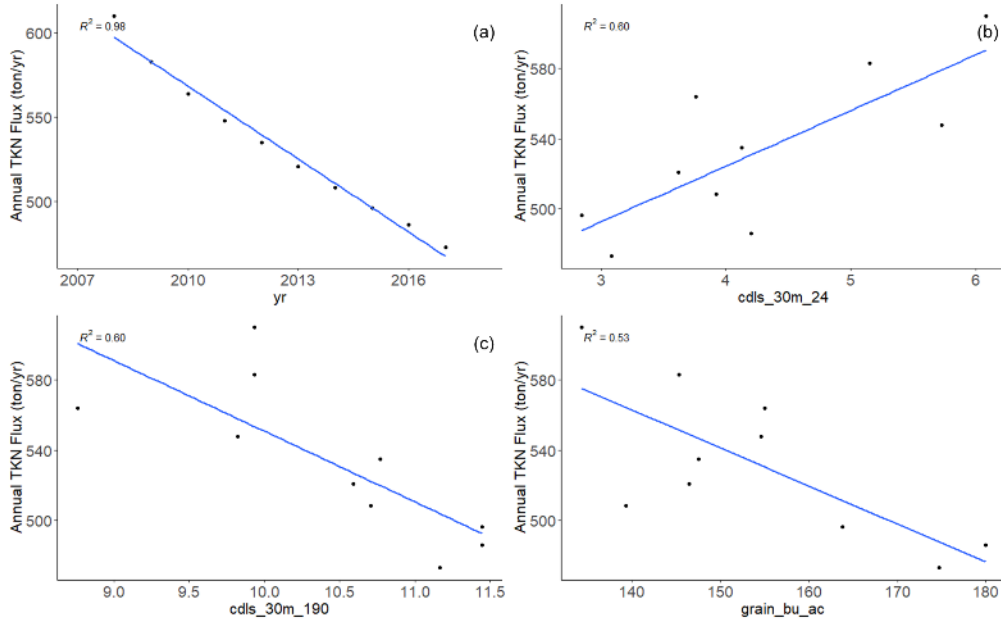 R² = 0.98
(a)
600
550
500
Annual TKN Flux (ton/yr)
2007 2010 2013 2016
yr
R² = 0.60
(b)
580
540
500
Annual TKN Flux (ton/yr)
3 4 5 6
cdls_30m_24
R² = 0.60
(c)
580
540
500
Annual TKN Flux (ton/yr)
9.0 9.5 10.0 10.5 11.0 11.5
cdls_30m_190
R² = 0.53
580
540
500
Annual TKN Flux (ton/yr)
140 150 160 170 180
grain_bu_ac